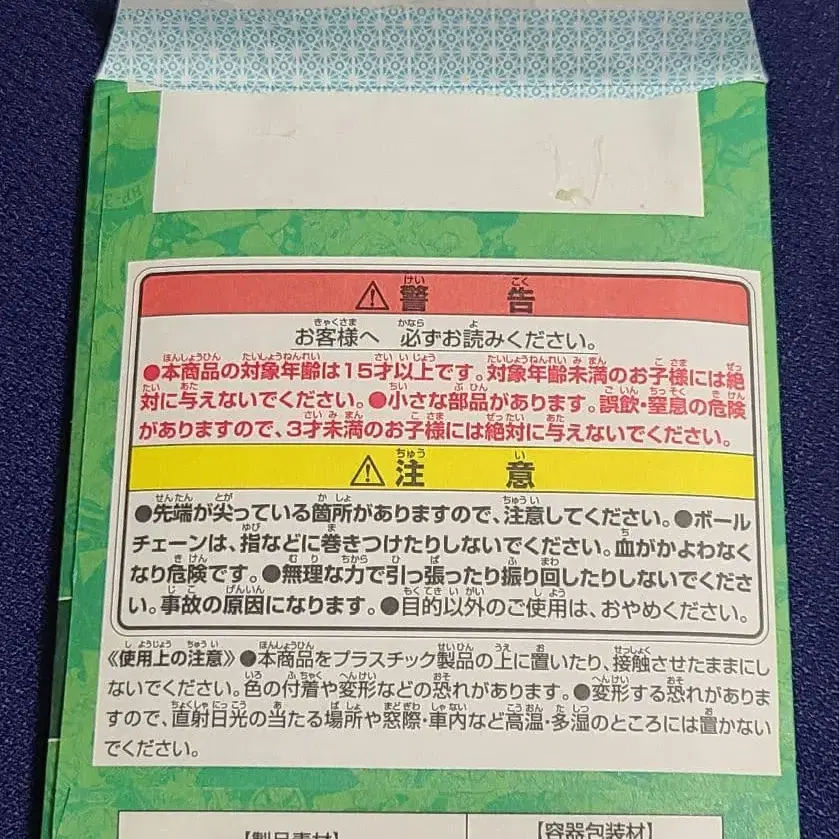 ⚠警告
お客様へ 必ずお読みください。
●本商品の対象年齢は15才以上です。対象年齢未満のお子様には絶
対に与えないでください。●小さな部品があります。誤飲・窒息の危険
がありますので、3才未満のお子様には絶対に与えないでください。
⚠注意
●先端が尖っている箇所がありますので、注意してください。●ボール
チェーンは、指などに巻きつけたりしないでください。血がかよわなく
なり危険です。●無理な力で引っ張ったり振り回したりしないでくださ
い。事故の原因になります。●目的以外のご使用は、おやめください。
《使用上の注意》●本商品をプラスチック製品の上に置いたり、接触させたままにし
ないでください。色の付着や変形などの恐れがあります。●変形する恐れがありま
すので、直射日光の当たる場所や窓際・車内など高温・多湿のところには置かない
でください。
【製品素材】 【容器包装材】